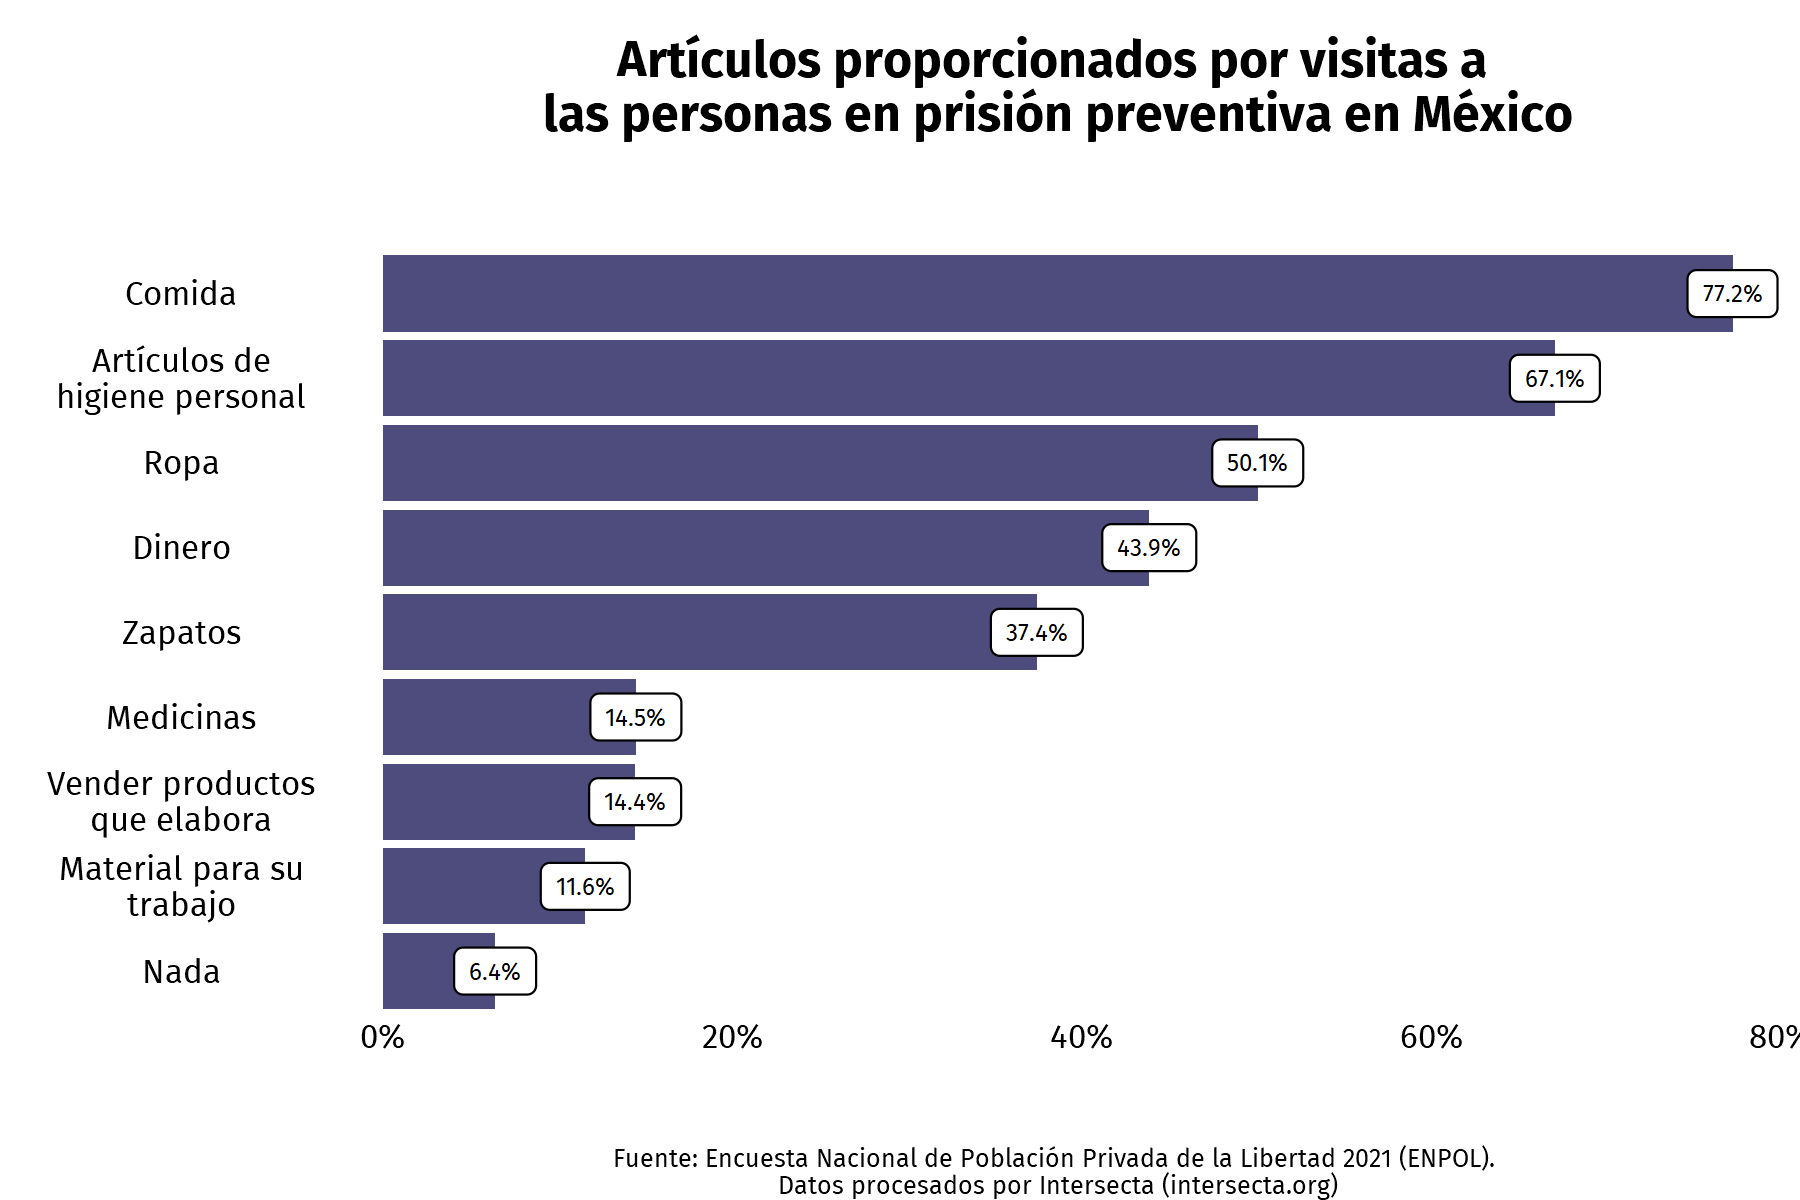 Artículos proporcionados por visitas a
las personas en prisión preventiva en México
Comida
77.2%
Artículos de
higiene personal
67.1%
Ropa
50.1%
Dinero
43.9%
Zapatos
37.4%
Medicinas
14.5%
Vender productos
que elabora
14.4%
Material para su
trabajo
11.6%
Nada
6.4%
0% 20% 40% 60% 80%
Fuente: Encuesta Nacional de Población Privada de la Libertad 2021 (ENPOL).
Datos procesados por Intersecta (intersecta.org)